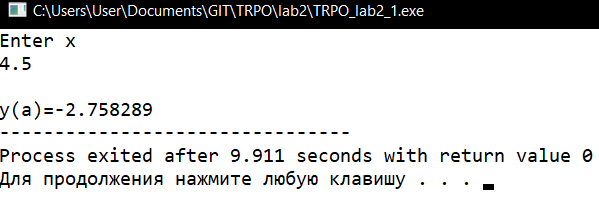 C:\Users\User\Documents\GIT\TRPO\lab2\TRPO_lab2_1.exe
Enter x
4.5
y(a)=-2.758289
--------------------------------
Process exited after 9.911 seconds with return value 0
Для продолжения нажмите любую клавишу . . .